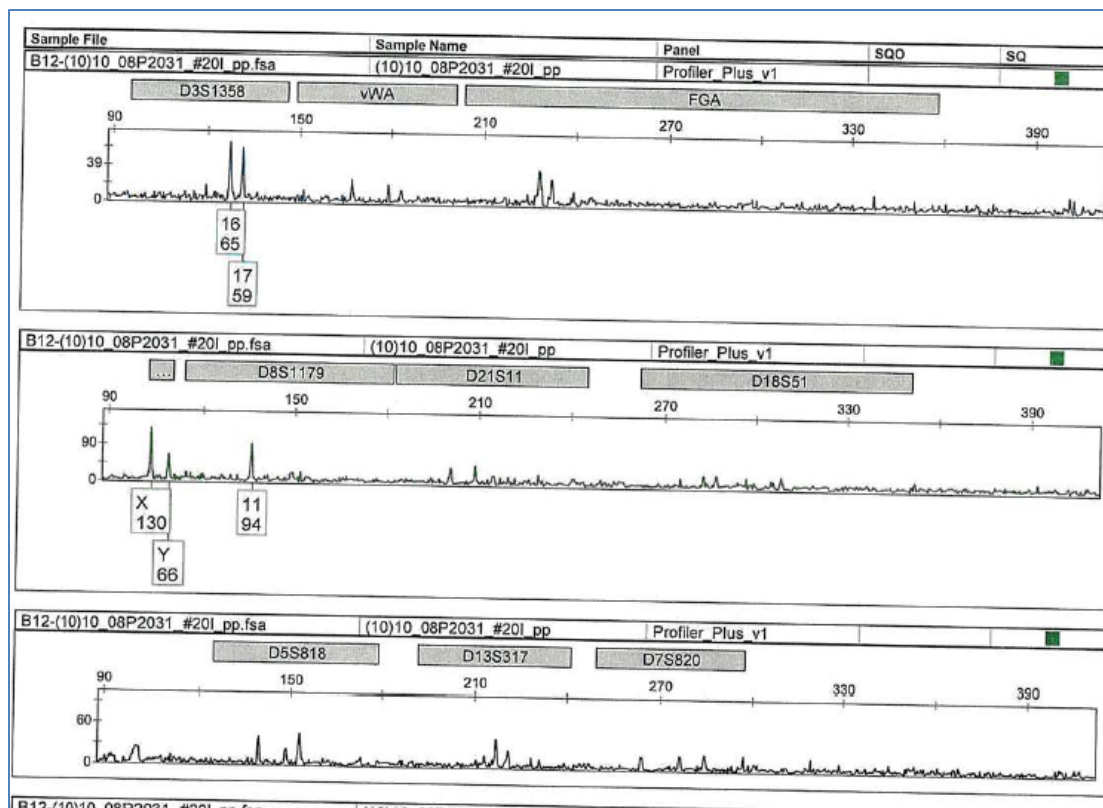 Sample File Sample Name Panel SQO SQ
B12-(10)10_08P2031_#20I_pp.fsa (10)10_08P2031_#20I_pp Profiler_Plus_v1
D3S1358 vWA FGA
90 150 210 270 330 390
39
0
16
65
17
59
B12-(10)10_08P2031_#20I_pp.fsa (10)10_08P2031_#20I_pp Profiler_Plus_v1
... D8S1179 D21S11 D18S51
90 150 210 270 330 390
90
0
X
130
11
94
Y
66
B12-(10)10_08P2031_#20I_pp.fsa (10)10_08P2031_#20I_pp Profiler_Plus_v1
D5S818 D13S317 D7S820
90 150 210 270 330 390
60
0